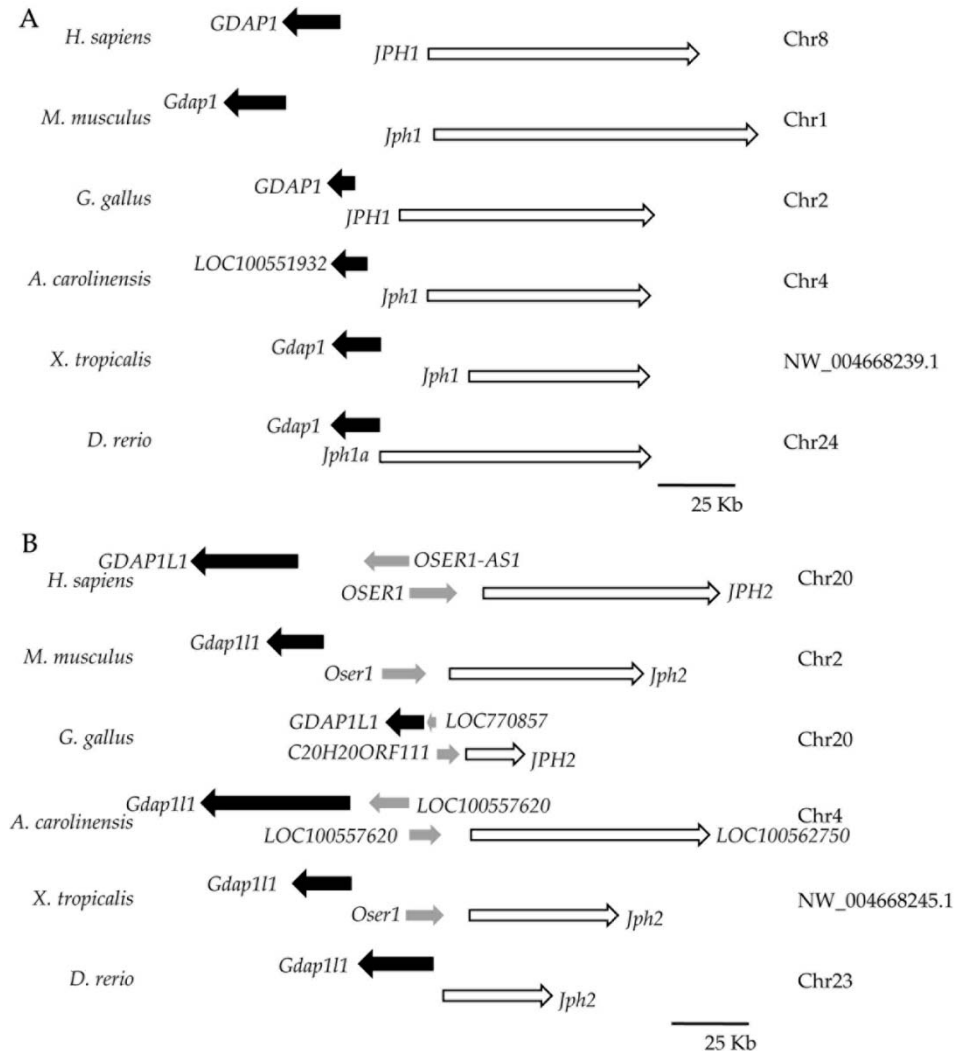 A
GDAP1
H. sapiens
JPH1
Chr8
Gdap1
M. musculus
Jph1
Chr1
GDAP1
G. gallus
JPH1
Chr2
LOC100551932
A. carolinensis
Jph1
Chr4
Gdap1
X. tropicalis
Jph1
NW_004668239.1
Gdap1
D. rerio
Jph1a
Chr24
25 Kb
B
GDAP1L1
OSER1-AS1
H. sapiens
OSER1
JPH2
Chr20
Gdap1l1
M. musculus
Oser1
Jph2
Chr2
GDAP1L1
LOC770857
G. gallus
C20H20ORF111
JPH2
Chr20
Gdap1l1
LOC100557620
A. carolinensis
LOC100557620
LOC100562750
Chr4
Gdap1l1
X. tropicalis
Oser1
Jph2
NW_004668245.1
Gdap1l1
D. rerio
Jph2
Chr23
25 Kb